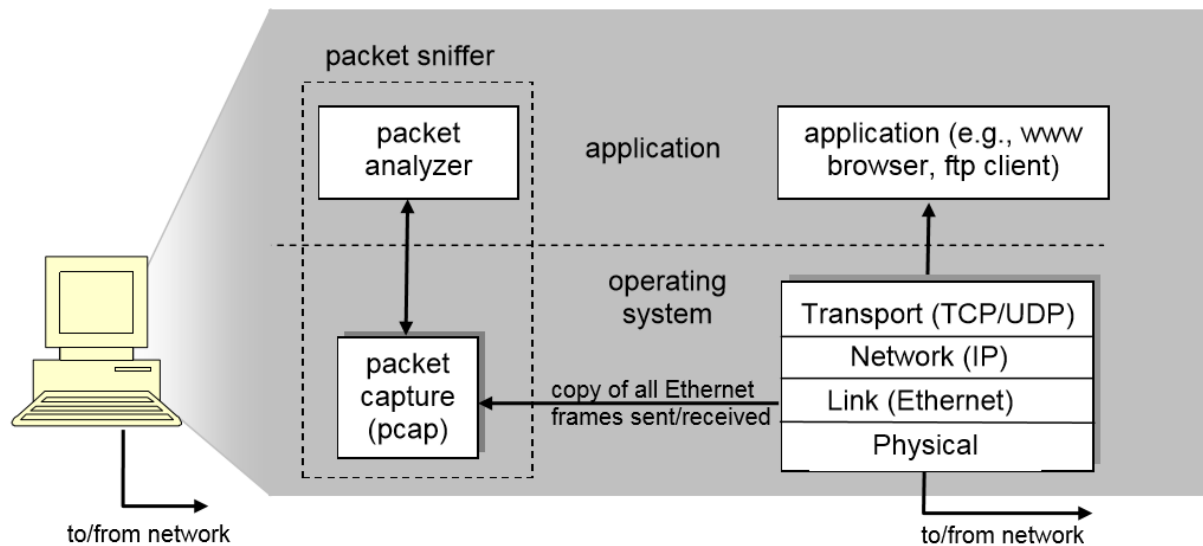 packet sniffer
packet
analyzer
application
application (e.g., www
browser, ftp client)
operating
system
packet
capture
(pcap)
copy of all Ethernet
frames sent/received
Transport (TCP/UDP)
Network (IP)
Link (Ethernet)
Physical
to/from network
to/from network